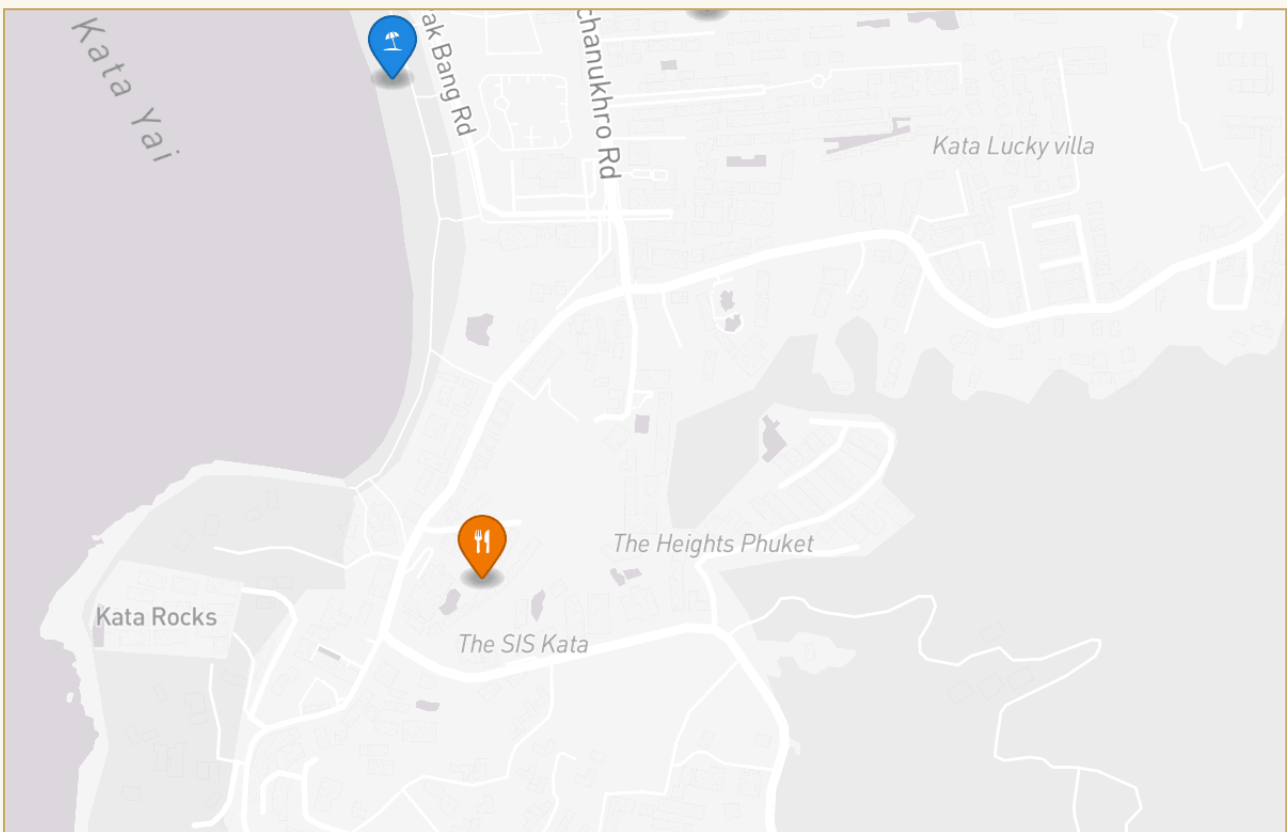 Kata Yai
ak Bang Rd
chanukhro Rd
Kata Lucky villa
The Heights Phuket
Kata Rocks
The SIS Kata